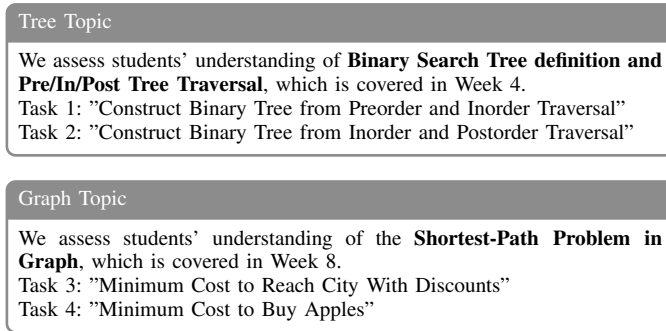 Tree Topic
We assess students' understanding of Binary Search Tree definition and
Pre/In/Post Tree Traversal, which is covered in Week 4.
Task 1: ”Construct Binary Tree from Preorder and Inorder Traversal”
Task 2: ”Construct Binary Tree from Inorder and Postorder Traversal”
Graph Topic
We assess students' understanding of the Shortest-Path Problem in
Graph, which is covered in Week 8.
Task 3: ”Minimum Cost to Reach City With Discounts”
Task 4: ”Minimum Cost to Buy Apples”